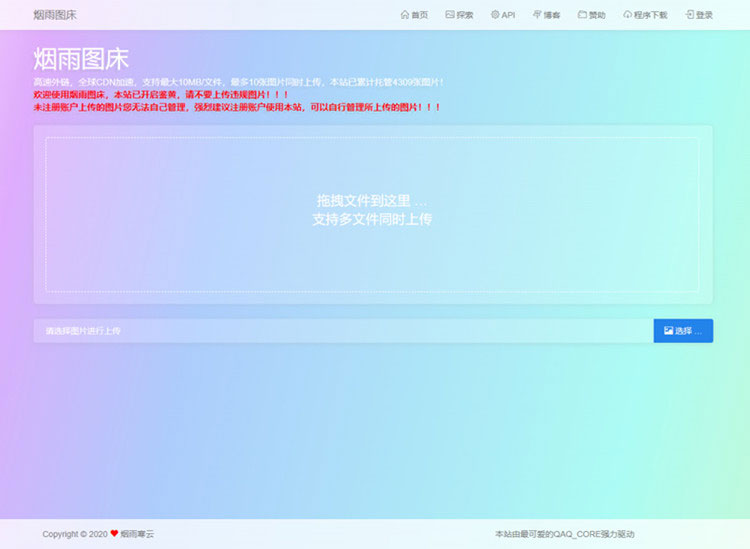 烟雨图床 首页 探索 API 博客 赞助 程序下载 登录
烟雨图床
高速外链，全球CDN加速，支持最大10MB/文件，最多10张图片同时上传，本站已累计托管4309张图片！
欢迎使用烟雨图床，本站已开启鉴黄，请不要上传违规图片！！！
未注册账户上传的图片您无法自己管理，强烈建议注册账户使用本站，可以自行管理所上传的图片！！！
拖拽文件到这里 ...
支持多文件同时上传
请选择图片进行上传 选择 ...
Copyright © 2020 ❤ 烟雨寒云 本站由最可爱的QAQ_CORE强力驱动